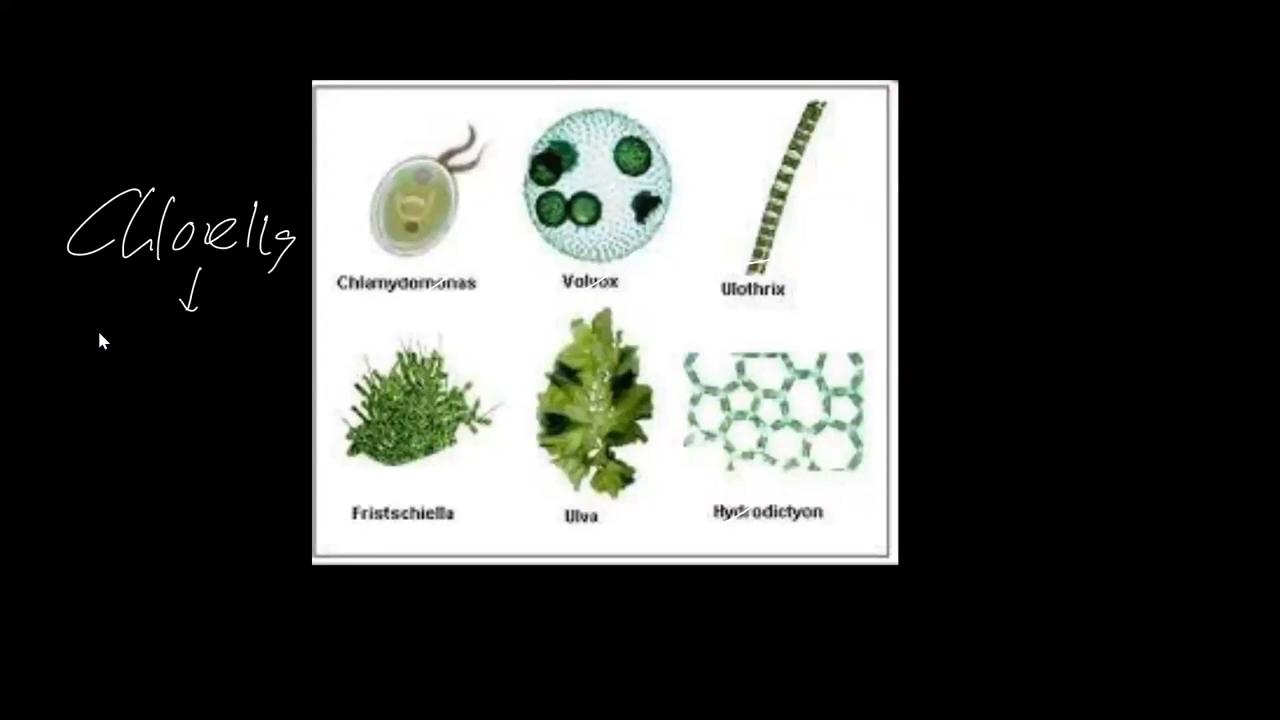 Chlorella
Chlamydomonas
Volvox
Ulothrix
Fristschiella
Ulva
Hydrodictyon